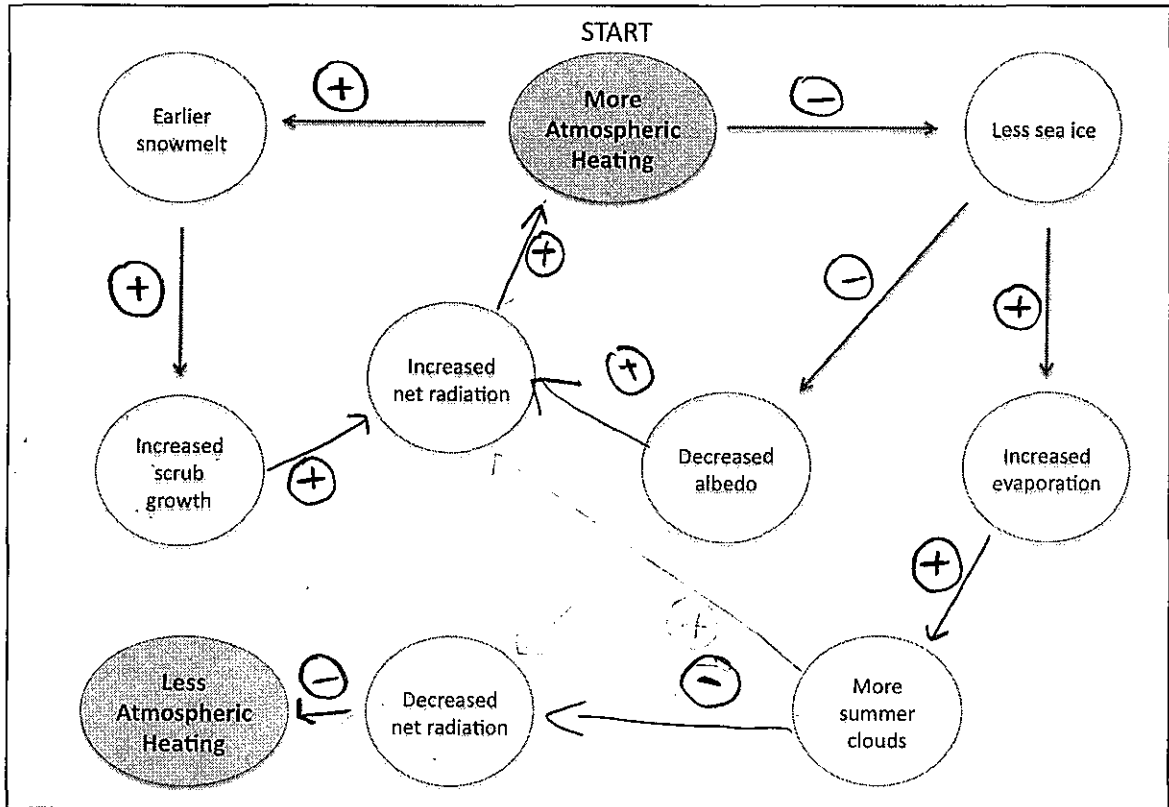 START
More
Atmospheric
Heating
+
−
Earlier
snowmelt
Less sea ice
+
+
−
+
Increased
net radiation
+
Increased
scrub
growth
+
Decreased
albedo
Increased
evaporation
+
+
−
−
Less
Atmospheric
Heating
Decreased
net radiation
More
summer
clouds